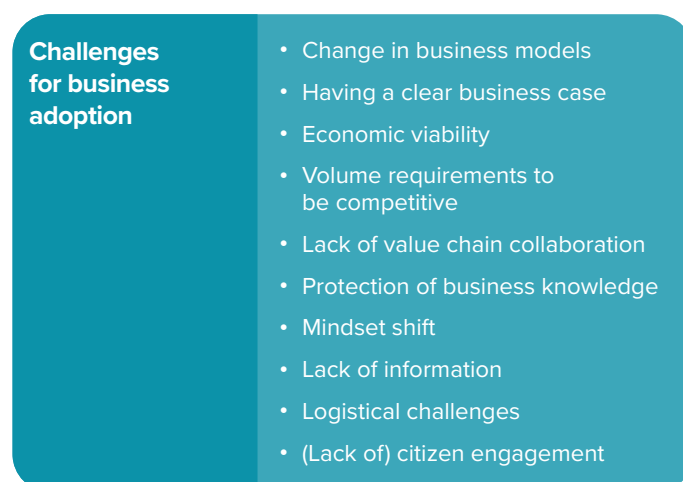 Challenges
for business
adoption
• Change in business models
• Having a clear business case
• Economic viability
• Volume requirements to
be competitive
• Lack of value chain collaboration
• Protection of business knowledge
• Mindset shift
• Lack of information
• Logistical challenges
• (Lack of) citizen engagement